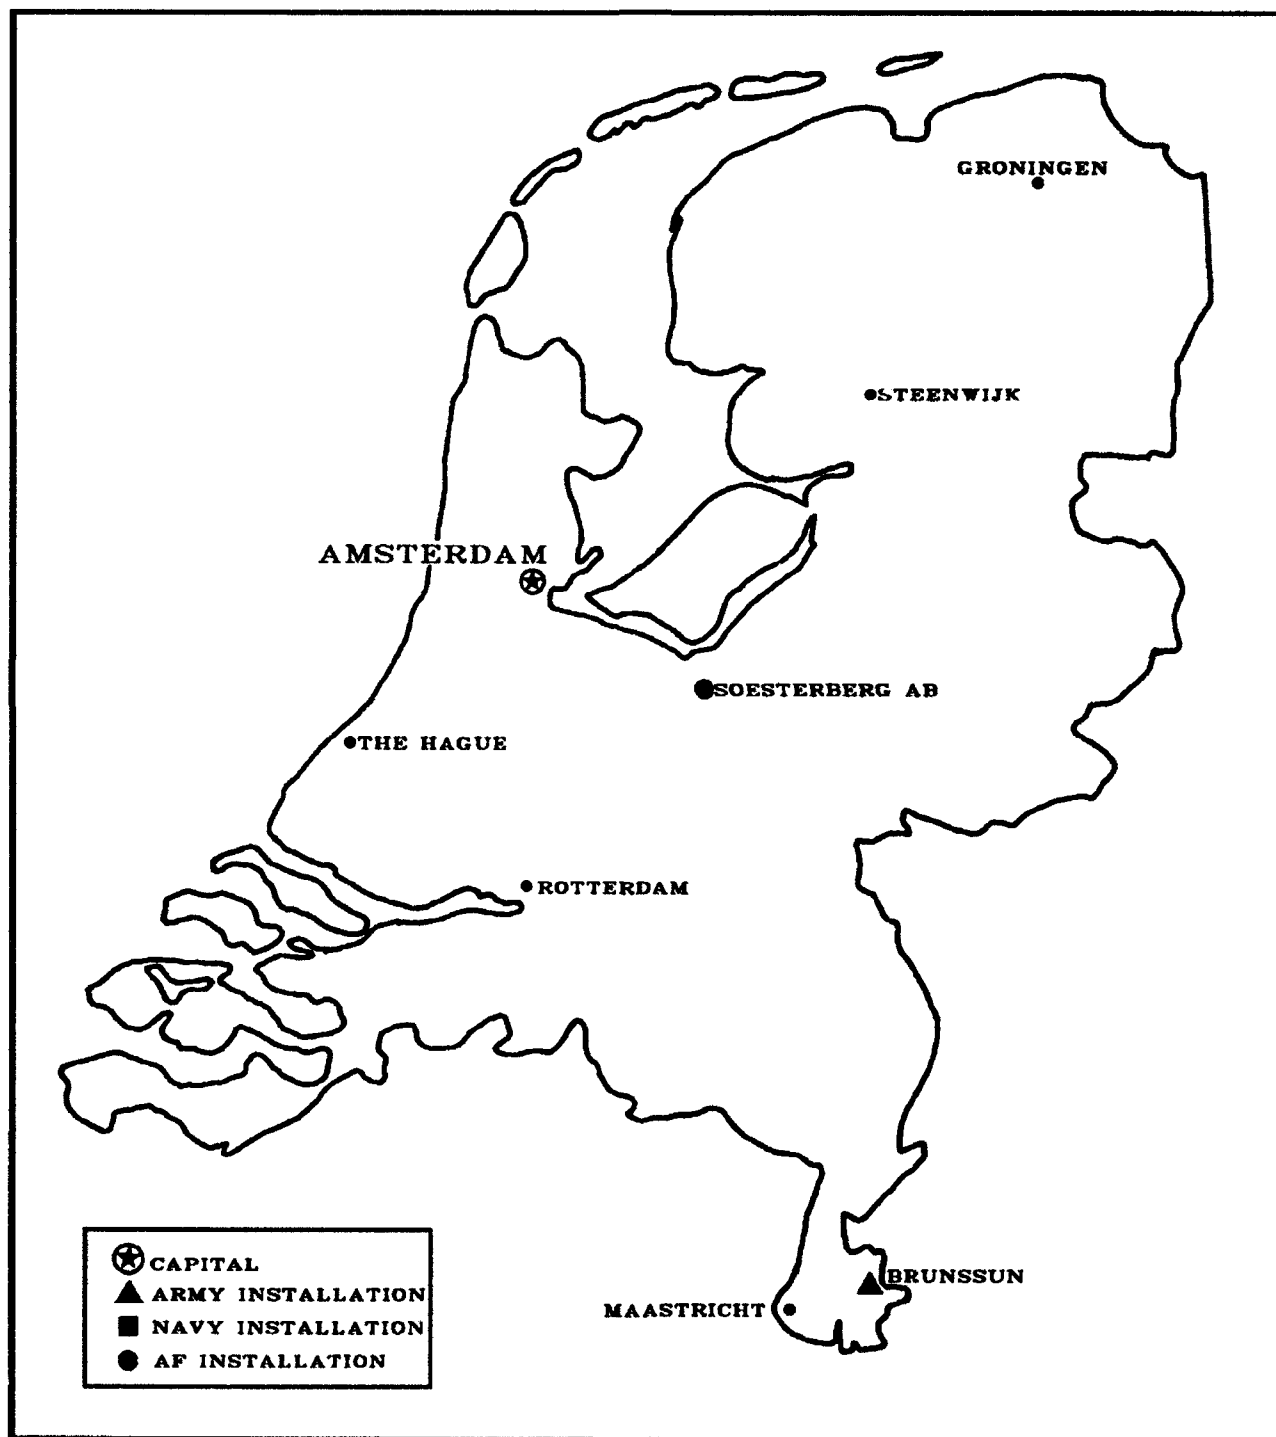 GRONINGEN
STEENWIJK
AMSTERDAM
SOESTERBERG AB
THE HAGUE
ROTTERDAM
BRUNSSUN
MAASTRICHT
CAPITAL
ARMY INSTALLATION
NAVY INSTALLATION
AF INSTALLATION